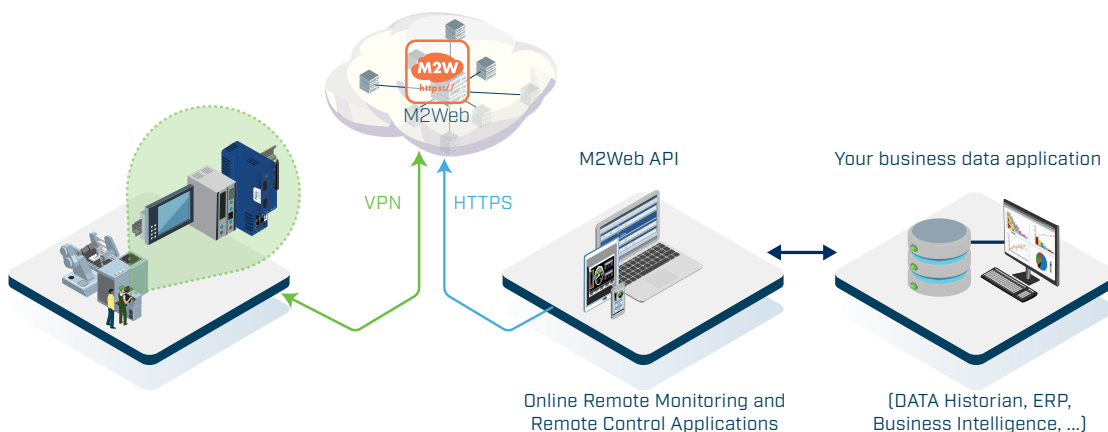 M2W
https://
M2Web
VPN
HTTPS
M2Web API
Your business data application
Online Remote Monitoring and
Remote Control Applications
(DATA Historian, ERP,
Business Intelligence, ...)